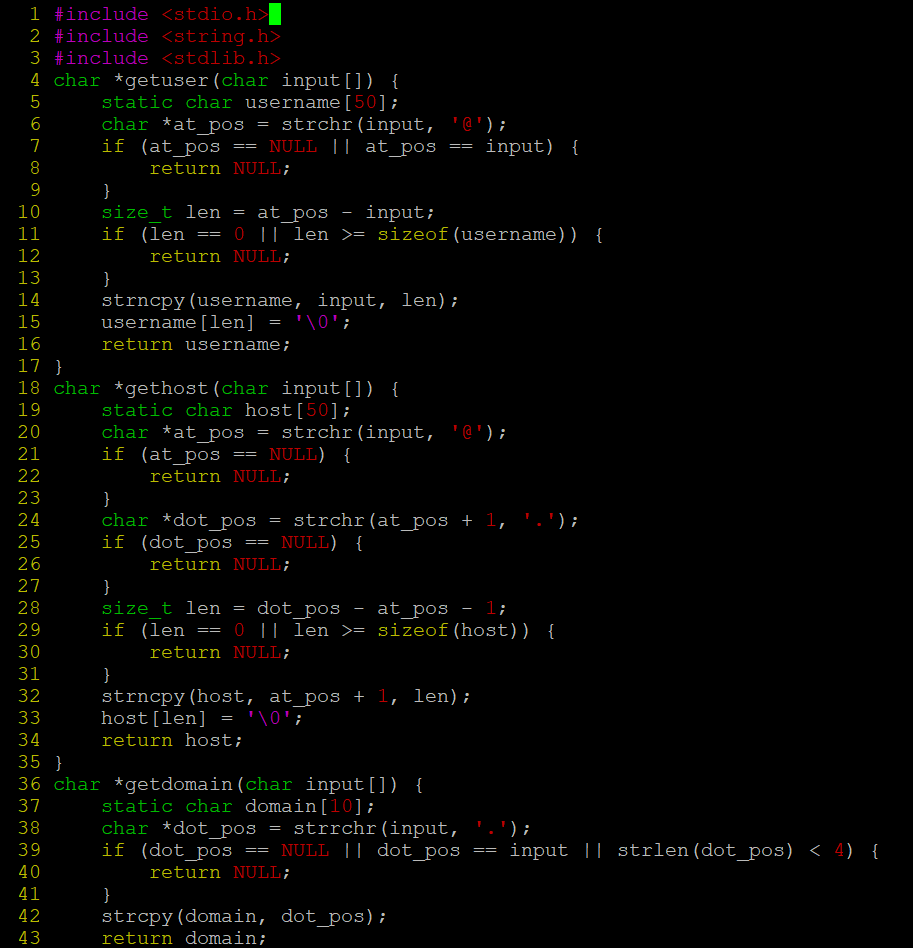 1 #include <stdio.h>
2 #include <string.h>
3 #include <stdlib.h>
4 char *getuser(char input[]) {
5     static char username[50];
6     char *at_pos = strchr(input, '@');
7     if (at_pos == NULL || at_pos == input) {
8         return NULL;
9     }
10     size_t len = at_pos - input;
11     if (len == 0 || len >= sizeof(username)) {
12         return NULL;
13     }
14     strncpy(username, input, len);
15     username[len] = '\0';
16     return username;
17 }
18 char *gethost(char input[]) {
19     static char host[50];
20     char *at_pos = strchr(input, '@');
21     if (at_pos == NULL) {
22         return NULL;
23     }
24     char *dot_pos = strchr(at_pos + 1, '.');
25     if (dot_pos == NULL) {
26         return NULL;
27     }
28     size_t len = dot_pos - at_pos - 1;
29     if (len == 0 || len >= sizeof(host)) {
30         return NULL;
31     }
32     strncpy(host, at_pos + 1, len);
33     host[len] = '\0';
34     return host;
35 }
36 char *getdomain(char input[]) {
37     static char domain[10];
38     char *dot_pos = strrchr(input, '.');
39     if (dot_pos == NULL || dot_pos == input || strlen(dot_pos) < 4) {
40         return NULL;
41     }
42     strcpy(domain, dot_pos);
43     return domain;